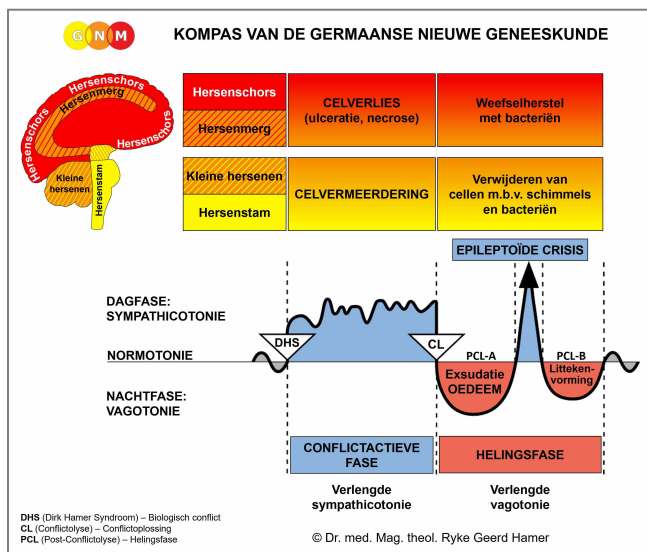 G N M
KOMPAS VAN DE GERMAANSE NIEUWE GENEESKUNDE
Hersenschors
Hersenmerg
Hersenschors
Hersenschors
Kleine
hersenen
Hersenstam
Hersenschors
Hersenmerg
CELVERLIES
(ulceratie, necrose)
Weefselherstel
met bacteriën
Kleine hersenen
Hersenstam
CELVERMEERDERING
Verwijderen van
cellen m.b.v. schimmels
en bacteriën
EPILEPTOÏDE CRISIS
DAGFASE:
SYMPATHICOTONIE
DHS
CL
NORMOTONIE
PCL-A
PCL-B
Exsudatie
OEDEEM
Litteken-
vorming
NACHTFASE:
VAGOTONIE
CONFLICTACTIEVE
FASE
HELINGSFASE
Verlengde
sympathicotonie
Verlengde
vagotonie
DHS (Dirk Hamer Syndroom) – Biologisch conflict
CL (Conflictolyse) – Conflictoplossing
PCL (Post-Conflictolyse) – Helingsfase
© Dr. med. Mag. theol. Ryke Geerd Hamer